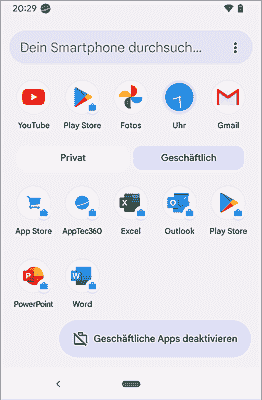 20:29
Dein Smartphone durchsuch...
YouTube Play Store Fotos Uhr Gmail
Privat Geschäftlich
App Store AppTec360 Excel Outlook Play Store
PowerPoint Word
Geschäftliche Apps deaktivieren